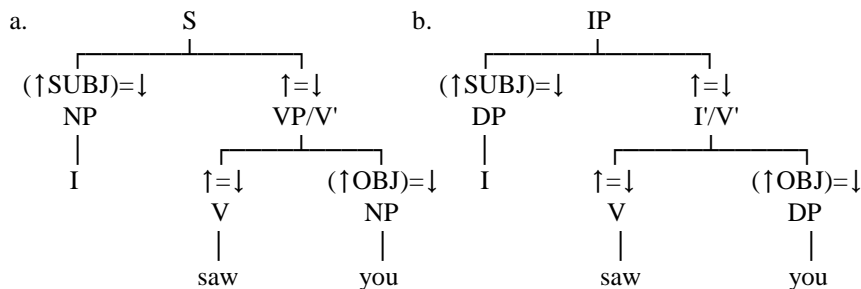 a. S b. IP
(↑SUBJ)=↓ ↑=↓ (↑SUBJ)=↓ ↑=↓
NP VP/V' DP I'/V'
I ↑=↓ (↑OBJ)=↓ I ↑=↓ (↑OBJ)=↓
V NP V DP
saw you saw you